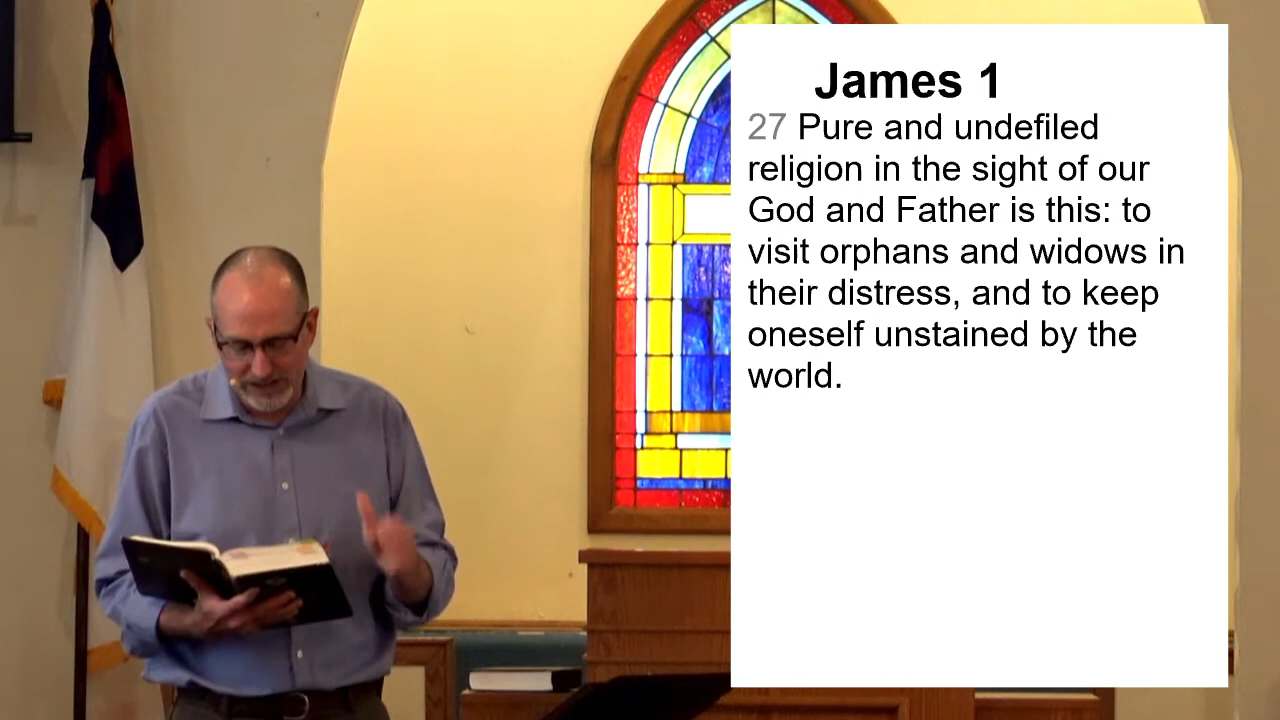 James 1
27 Pure and undefiled
religion in the sight of our
God and Father is this: to
visit orphans and widows in
their distress, and to keep
oneself unstained by the
world.